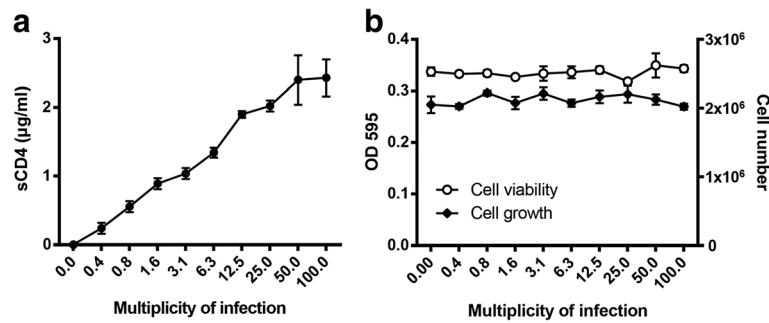 a
sCD4 (µg/ml)
3
2
1
0
0.0 0.4 0.8 1.6 3.1 6.3 12.5 25.0 50.0 100.0
Multiplicity of infection
b
OD 595
0.4
0.3
0.2
0.1
0.0
Cell viability
Cell growth
3x10⁶
2x10⁶
1x10⁶
0
Cell number
0.00 0.4 0.8 1.6 3.1 6.3 12.5 25.0 50.0 100.0
Multiplicity of infection